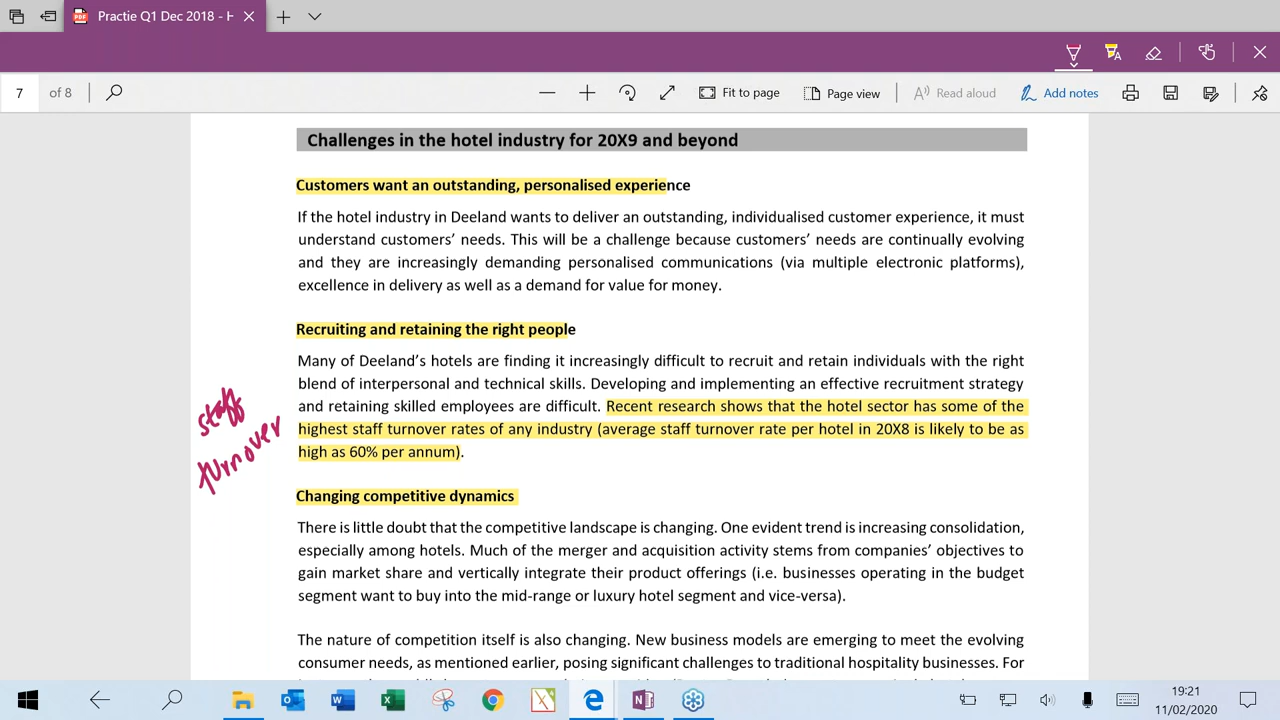 Practie Q1 Dec 2018 - H
7 of 8 Fit to page Page view Read aloud Add notes
Challenges in the hotel industry for 20X9 and beyond
Customers want an outstanding, personalised experience
If the hotel industry in Deeland wants to deliver an outstanding, individualised customer experience, it must
understand customers’ needs. This will be a challenge because customers’ needs are continually evolving
and they are increasingly demanding personalised communications (via multiple electronic platforms),
excellence in delivery as well as a demand for value for money.
Recruiting and retaining the right people
Many of Deeland’s hotels are finding it increasingly difficult to recruit and retain individuals with the right
blend of interpersonal and technical skills. Developing and implementing an effective recruitment strategy
and retaining skilled employees are difficult. Recent research shows that the hotel sector has some of the
highest staff turnover rates of any industry (average staff turnover rate per hotel in 20X8 is likely to be as
high as 60% per annum).
staff
turnover
Changing competitive dynamics
There is little doubt that the competitive landscape is changing. One evident trend is increasing consolidation,
especially among hotels. Much of the merger and acquisition activity stems from companies’ objectives to
gain market share and vertically integrate their product offerings (i.e. businesses operating in the budget
segment want to buy into the mid-range or luxury hotel segment and vice-versa).
The nature of competition itself is also changing. New business models are emerging to meet the evolving
consumer needs, as mentioned earlier, posing significant challenges to traditional hospitality businesses. For
19:21
11/02/2020